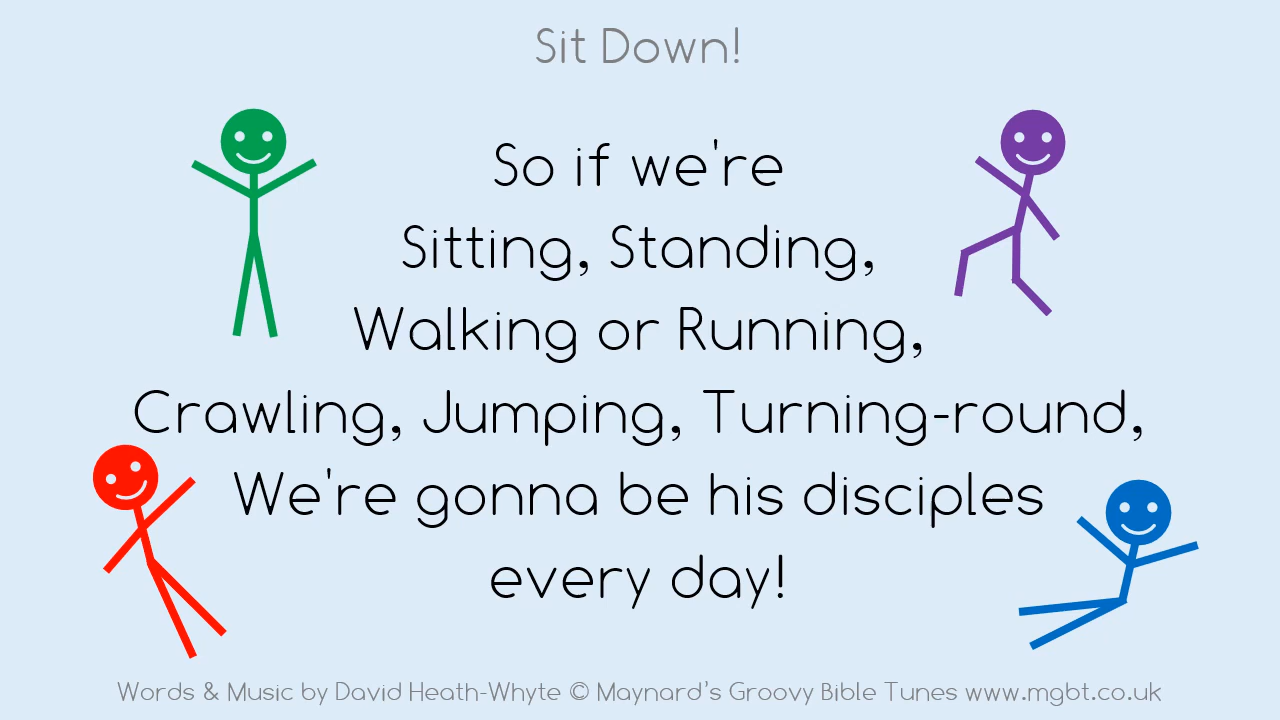 Sit Down!
So if we're
Sitting, Standing,
Walking or Running,
Crawling, Jumping, Turning-round,
We're gonna be his disciples
every day!
Words & Music by David Heath-Whyte © Maynard's Groovy Bible Tunes www.mgbt.co.uk